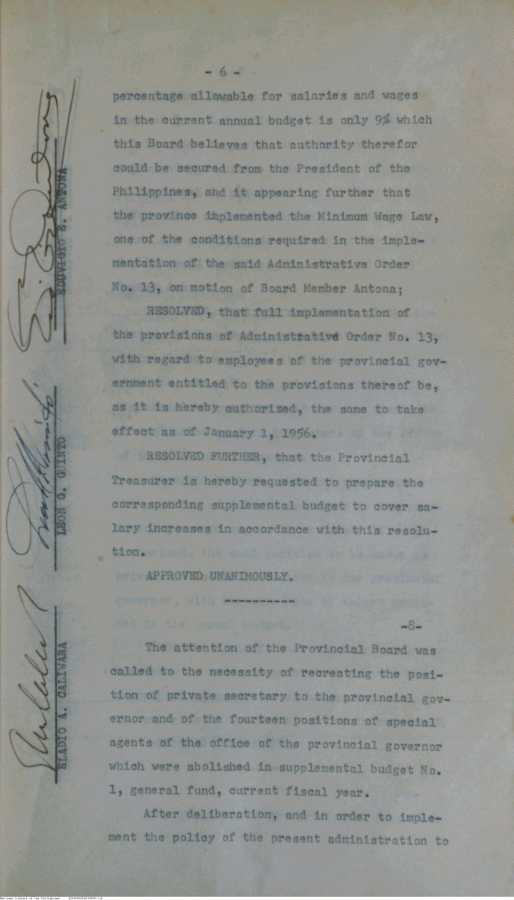 - 6 -
percentage allowable for salaries and wages
in the current annual budget is only 9% which
this Board believes that authority therefor
could be secured from the President of the
Philippines, and it appearing further that
the province implemented the Minimum Wage Law,
one of the conditions required in the imple-
mentation of the said Administrative Order
No. 13, on motion of Board Member Antona;
RESOLVED, that full implementation of
the provisions of Administrative Order No. 13,
with regard to employees of the provincial gov-
ernment entitled to the provisions thereof be,
as it is hereby authorized, the same to take
effect as of January 1, 1956.
RESOLVED FURTHER, that the Provincial
Treasurer is hereby requested to prepare the
corresponding supplemental budget to cover sa-
lary increases in accordance with this resolu-
tion.
APPROVED UNANIMOUSLY.
----------
-8-
The attention of the Provincial Board was
called to the necessity of recreating the posi-
tion of private secretary to the provincial gov-
ernor and of the fourteen positions of special
agents of the office of the provincial governor
which were abolished in supplemental budget No.
1, general fund, current fiscal year.
After deliberation, and in order to imple-
ment the policy of the present administration to
ELADIO A. CALIWARA
LEON G. GUINTO
EDUVIGIO E. ANTONA
National Library of the Philippines